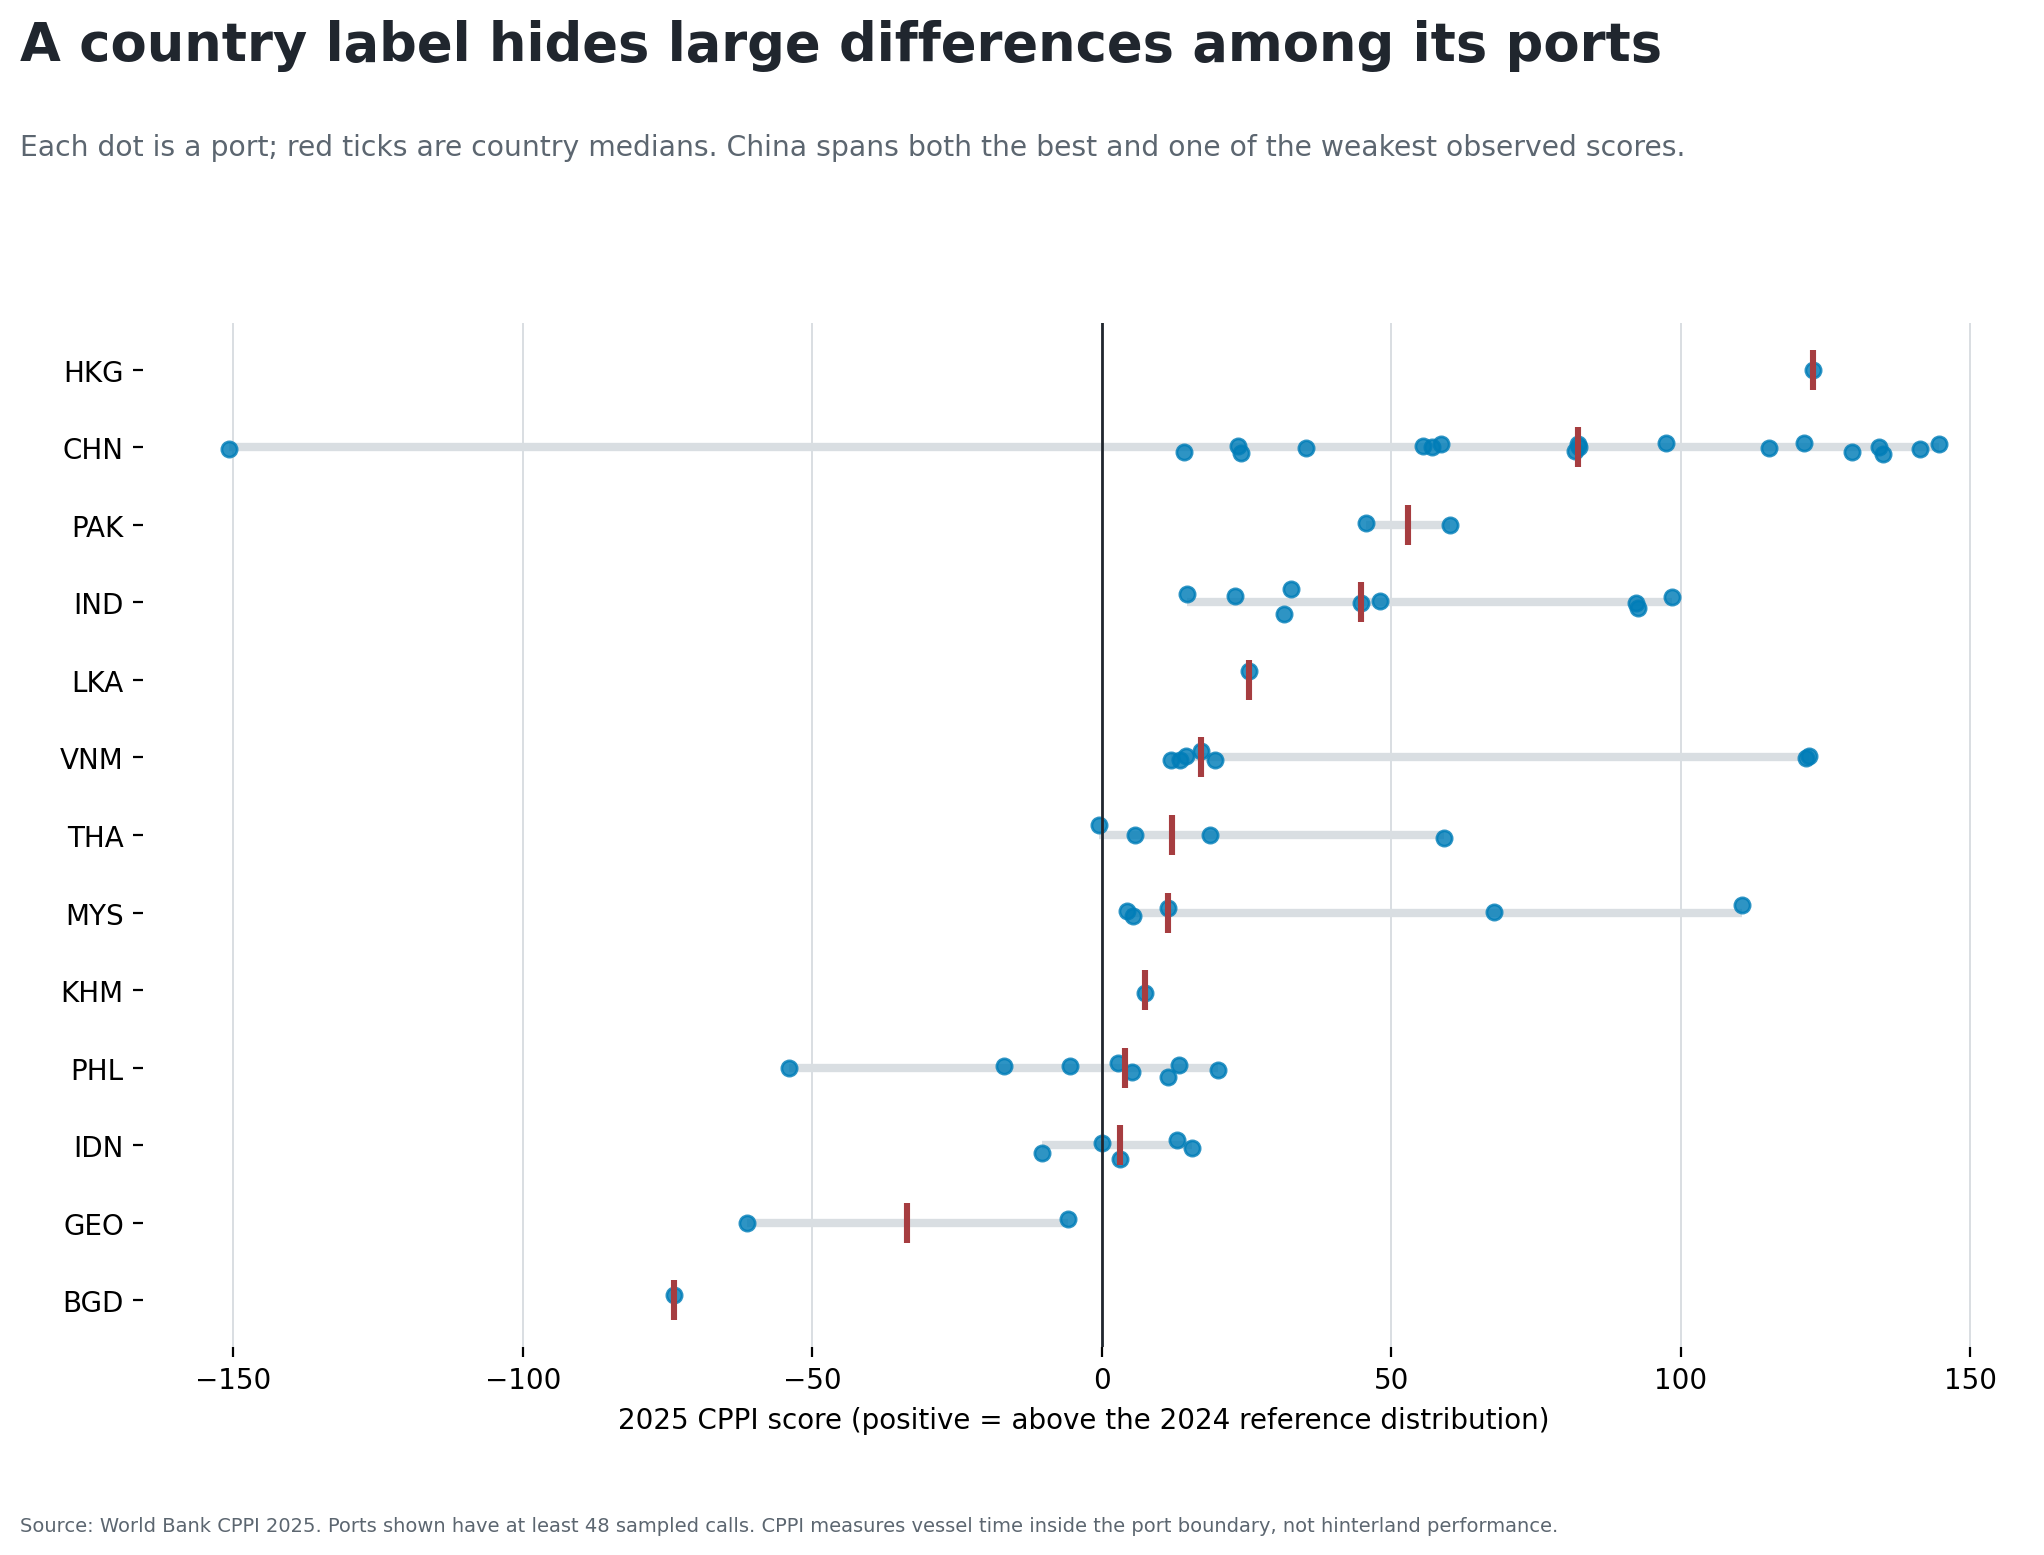 A country label hides large differences among its ports
Each dot is a port; red ticks are country medians. China spans both the best and one of the weakest observed scores.
HKG
CHN
PAK
IND
LKA
VNM
THA
MYS
KHM
PHL
IDN
GEO
BGD
−150 −100 −50 0 50 100 150
2025 CPPI score (positive = above the 2024 reference distribution)
Source: World Bank CPPI 2025. Ports shown have at least 48 sampled calls. CPPI measures vessel time inside the port boundary, not hinterland performance.